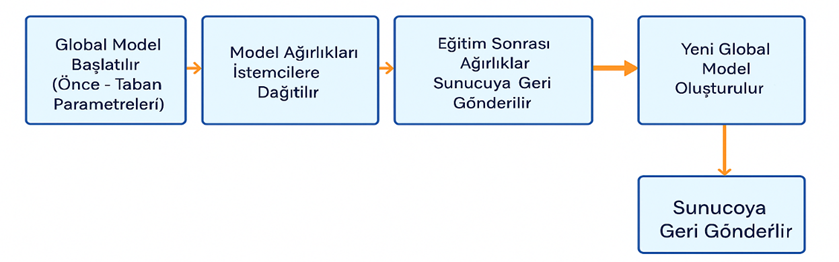 Global Model
Başlatılır
(Önce - Taban
Parametreleri)
Model Ağırlıkları
İstemcilere
Dağıtılır
Eğitim Sonrası
Ağırlıklar
Sunucuya Geri
Gönderilir
Yeni Global
Model
Oluşturulur
Sunucoya
Geri Gönderlir